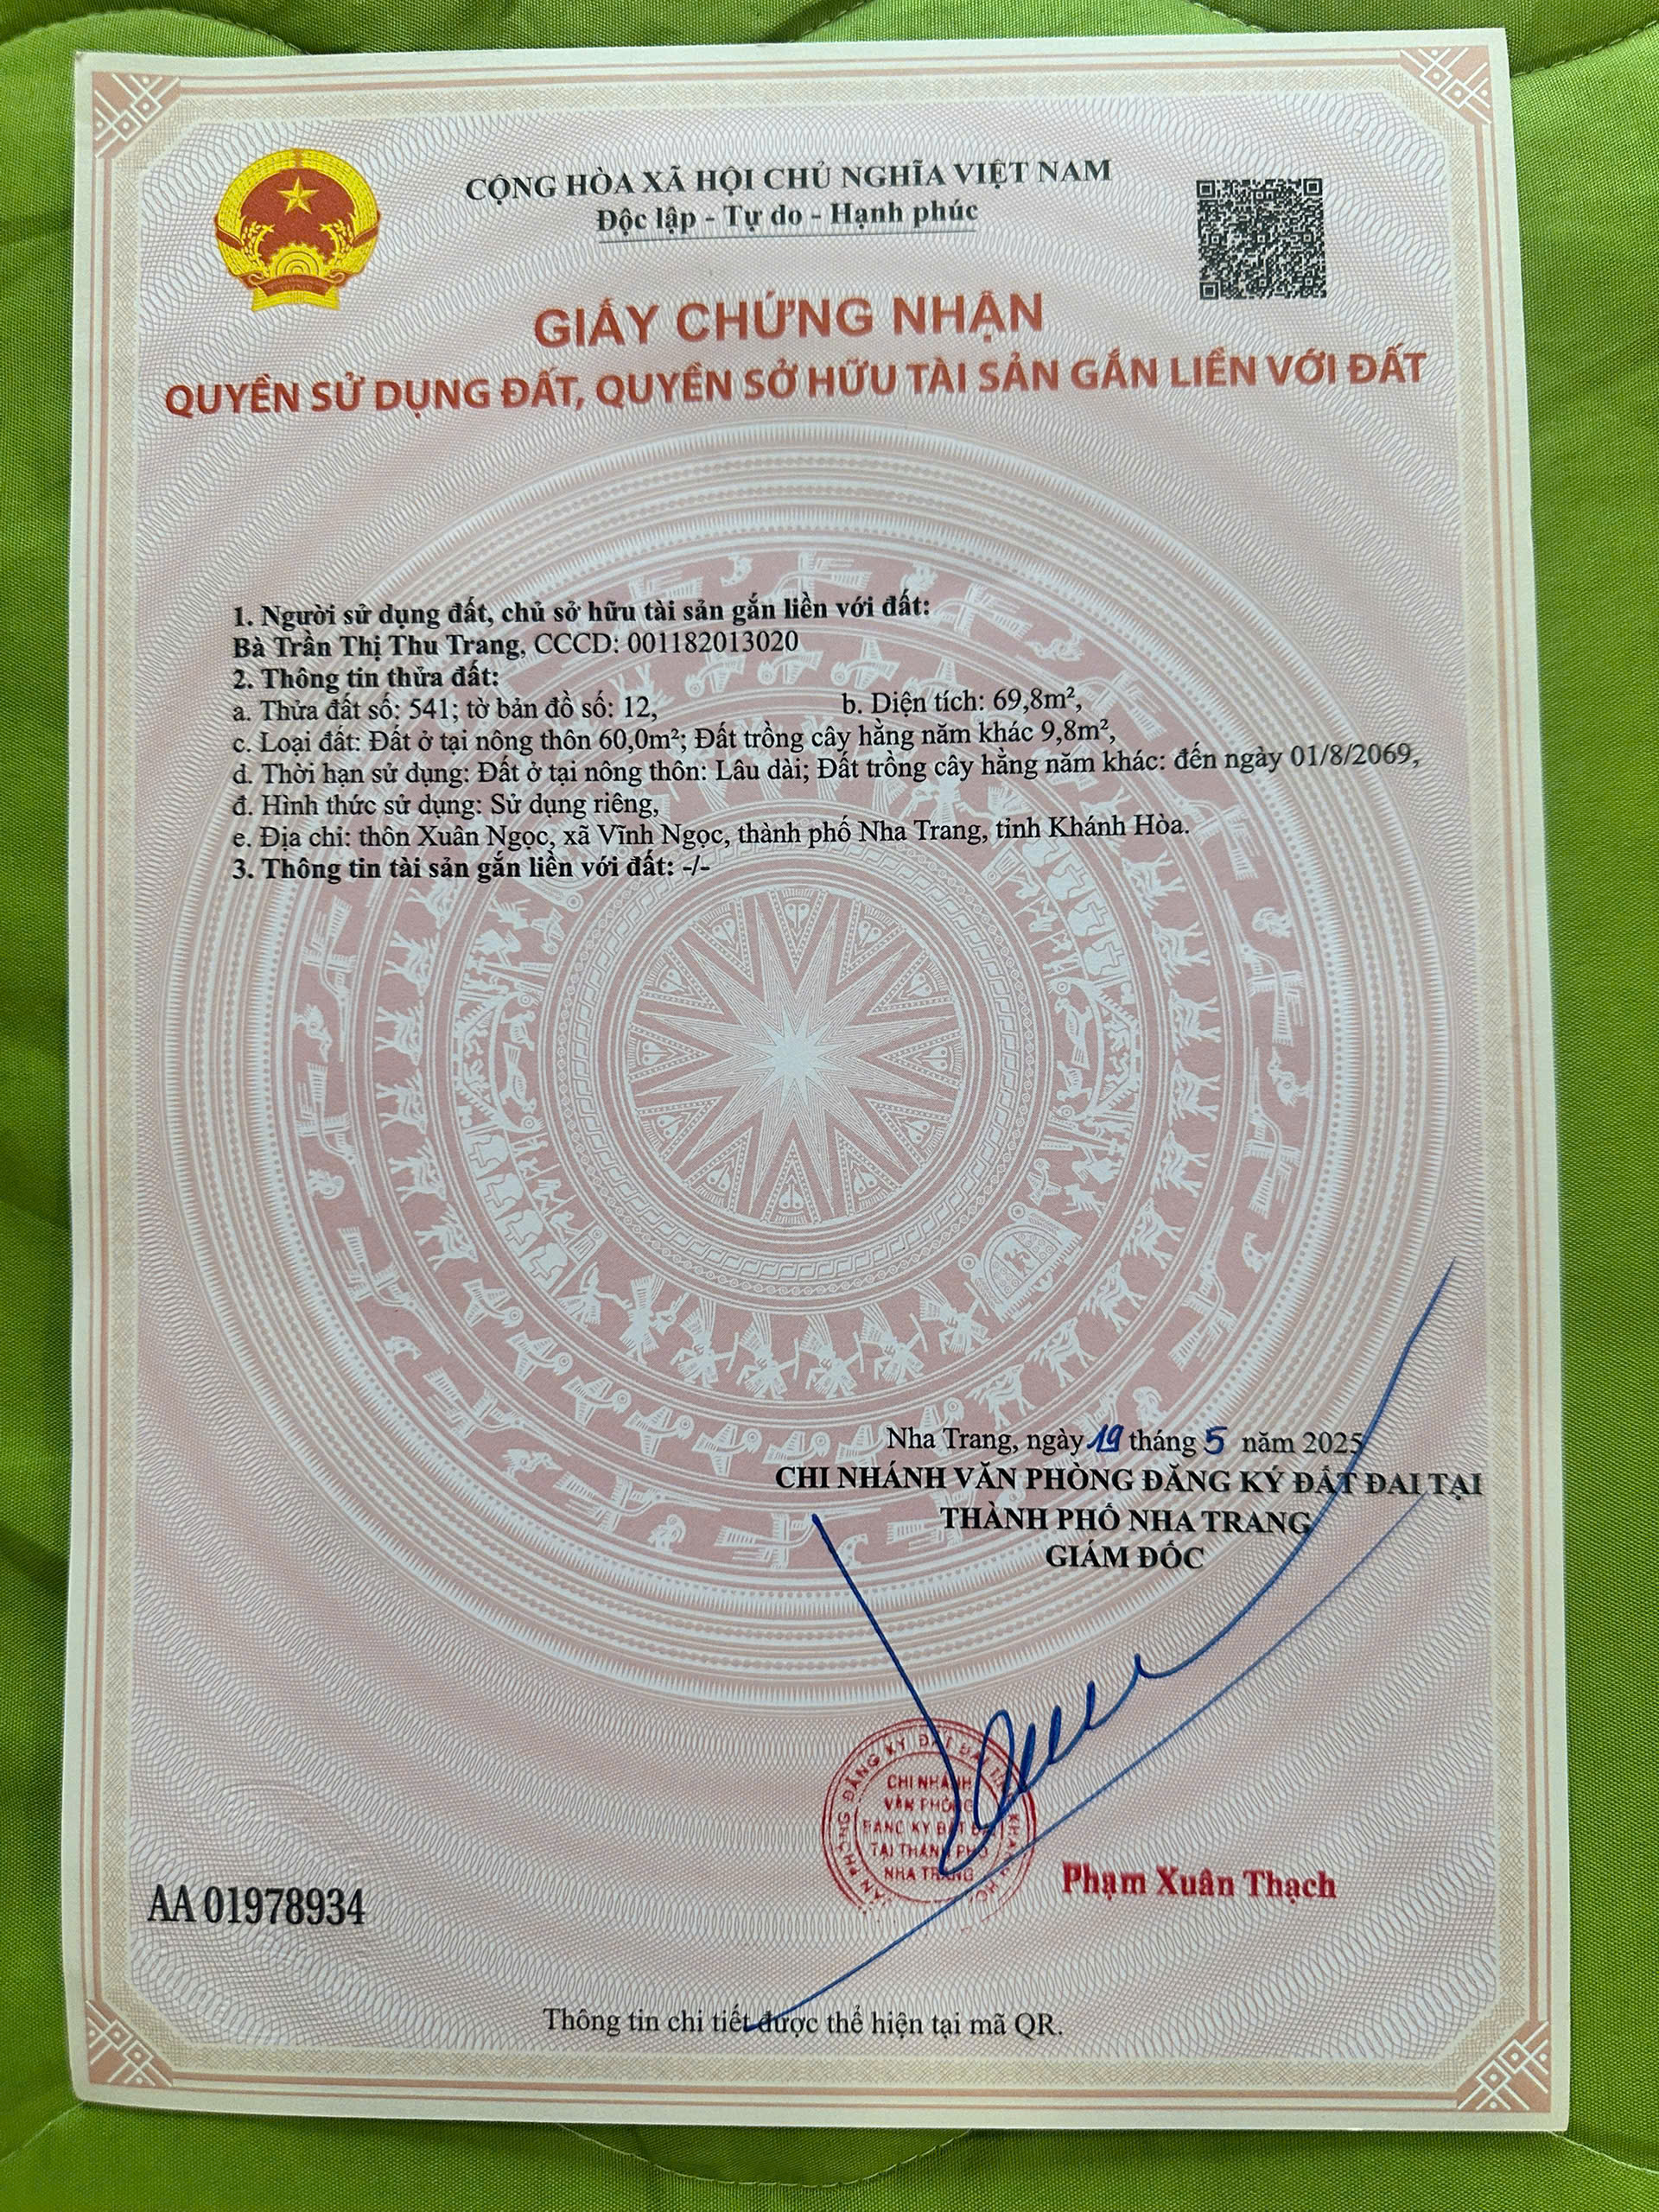 CỘNG HÒA XÃ HỘI CHỦ NGHĨA VIỆT NAM
Độc lập - Tự do - Hạnh phúc
GIẤY CHỨNG NHẬN
QUYỀN SỬ DỤNG ĐẤT, QUYỀN SỞ HỮU TÀI SẢN GẮN LIỀN VỚI ĐẤT
1. Người sử dụng đất, chủ sở hữu tài sản gắn liền với đất:
Bà Trần Thị Thu Trang, CCCD: 001182013020
2. Thông tin thửa đất:
a. Thửa đất số: 541; tờ bản đồ số: 12, b. Diện tích: 69,8m²,
c. Loại đất: Đất ở tại nông thôn 60,0m²; Đất trồng cây hằng năm khác 9,8m²,
d. Thời hạn sử dụng: Đất ở tại nông thôn: Lâu dài; Đất trồng cây hằng năm khác: đến ngày 01/8/2069,
đ. Hình thức sử dụng: Sử dụng riêng,
e. Địa chỉ: thôn Xuân Ngọc, xã Vĩnh Ngọc, thành phố Nha Trang, tỉnh Khánh Hòa.
3. Thông tin tài sản gắn liền với đất: -/-
Nha Trang, ngày 19 tháng 5 năm 2025
CHI NHÁNH VĂN PHÒNG ĐĂNG KÝ ĐẤT ĐAI TẠI
THÀNH PHỐ NHA TRANG
GIÁM ĐỐC
CHI NHÁNH
VĂN PHÒNG
ĐĂNG KÝ ĐẤT ĐAI
TẠI THÀNH PHỐ
NHA TRANG
Phạm Xuân Thạch
AA 01978934
Thông tin chi tiết được thể hiện tại mã QR.